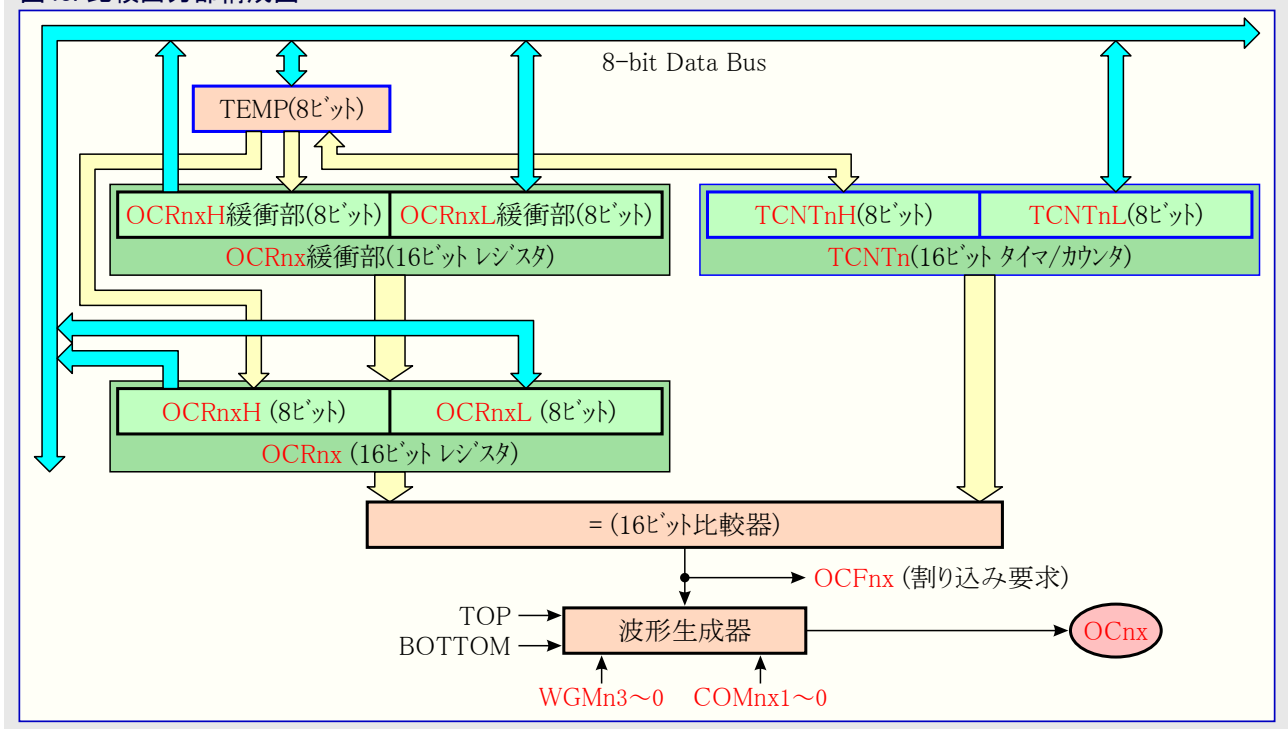 8-bit Data Bus
TEMP(8ﾋﾞｯﾄ)
OCRnxH緩衝部(8ﾋﾞｯﾄ)
OCRnxL緩衝部(8ﾋﾞｯﾄ)
OCRnx緩衝部(16ﾋﾞｯﾄ ﾚｼﾞｽﾀ)
TCNTnH(8ﾋﾞｯﾄ)
TCNTnL(8ﾋﾞｯﾄ)
TCNTn(16ﾋﾞｯﾄ ﾀｲﾏ/ｶｳﾝﾀ)
OCRnxH (8ﾋﾞｯﾄ)
OCRnxL (8ﾋﾞｯﾄ)
OCRnx (16ﾋﾞｯﾄ ﾚｼﾞｽﾀ)
= (16ﾋﾞｯﾄ比較器)
OCFnx (割り込み要求)
TOP
BOTTOM
波形生成器
OCnx
WGMn3～0
COMnx1～0